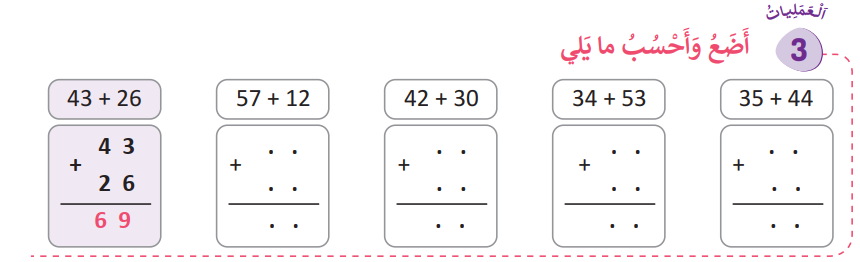 اَلْعَمَلِياتُ
3 أَضَعُ وَأَحْسُبُ ما يَلي
43 + 26
57 + 12
42 + 30
34 + 53
35 + 44
4 3
+
2 6
6 9
. .
+
. .
. .
. .
+
. .
. .
. .
+
. .
. .
. .
+
. .
. .